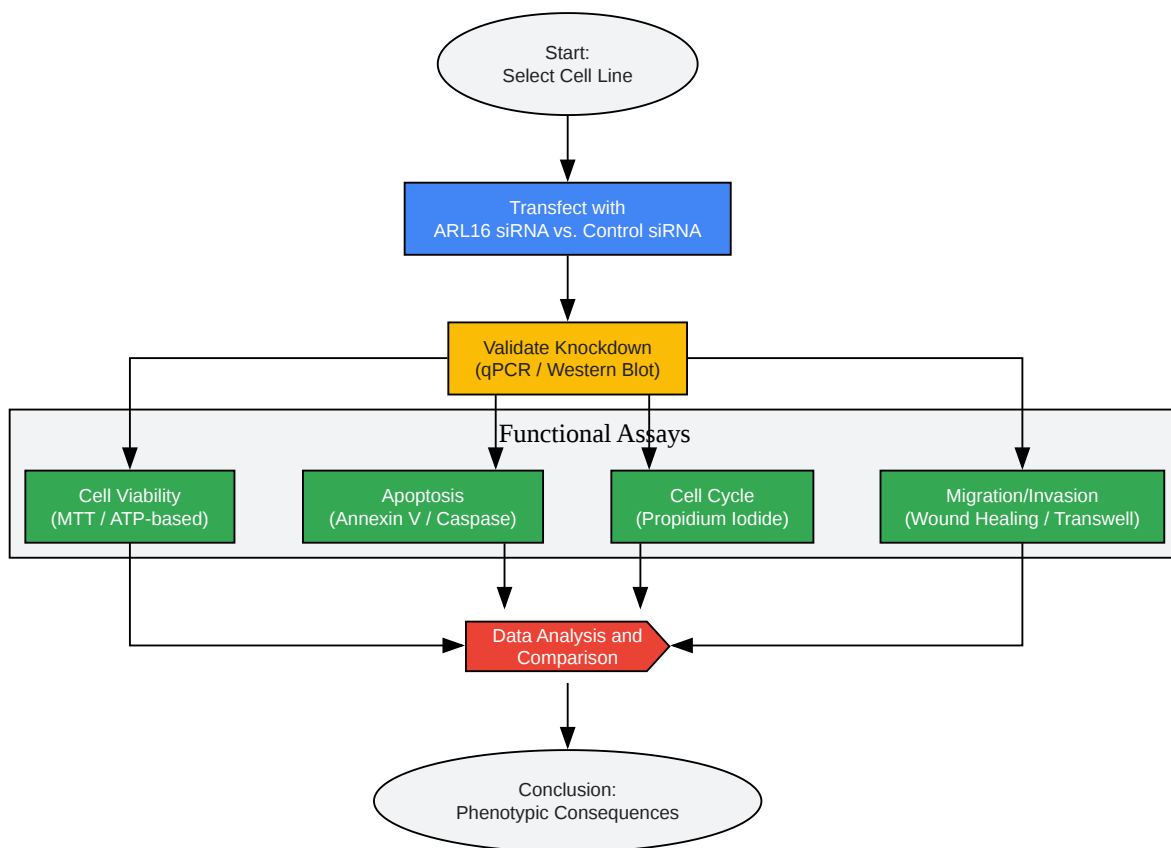 Start:
Select Cell Line
Transfect with
ARL16 siRNA vs. Control siRNA
Validate Knockdown
(qPCR / Western Blot)
Functional Assays
Cell Viability
(MTT / ATP-based)
Apoptosis
(Annexin V / Caspase)
Cell Cycle
(Propidium Iodide)
Migration/Invasion
(Wound Healing / Transwell)
Data Analysis and
Comparison
Conclusion:
Phenotypic Consequences